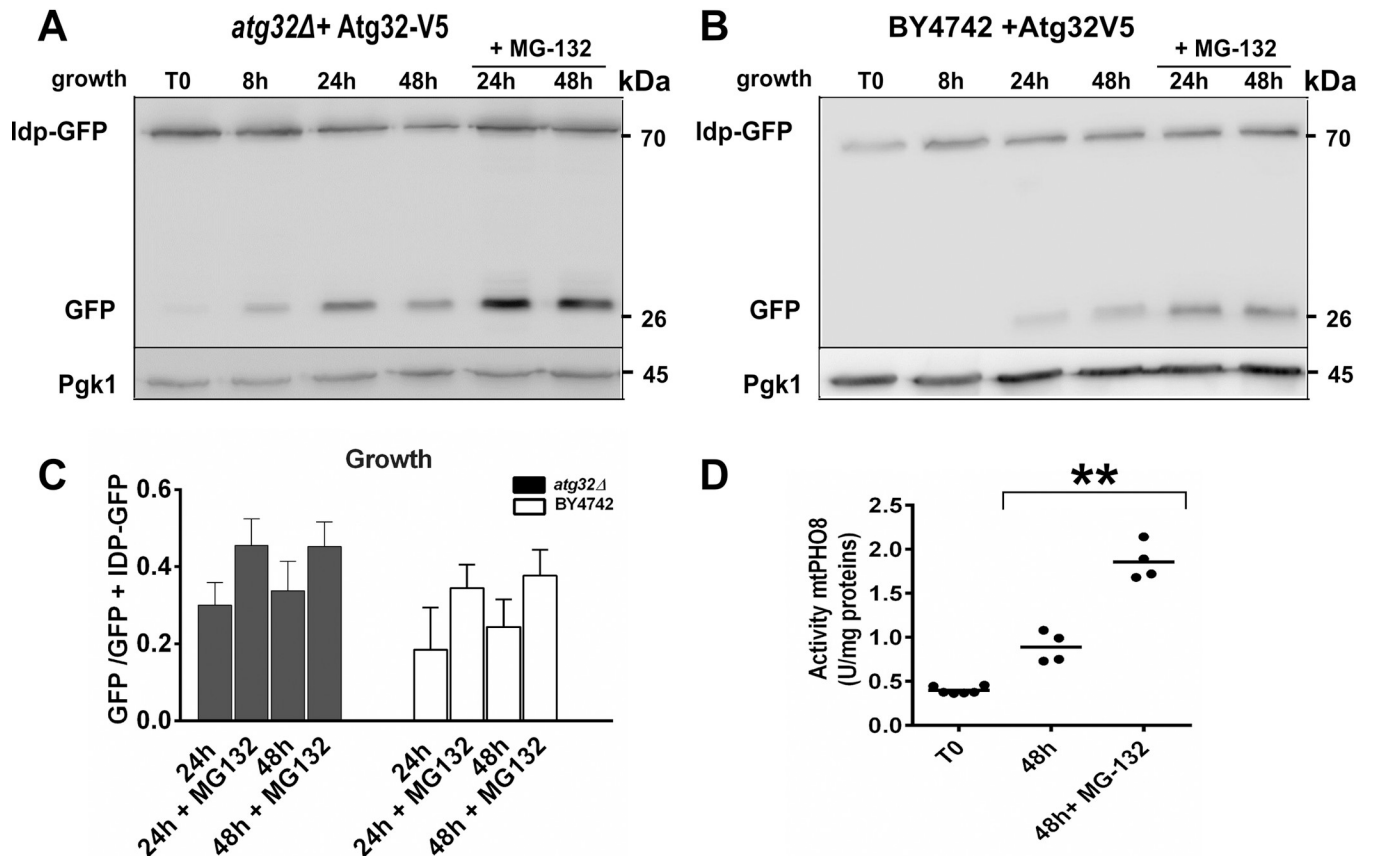 A
atg32Δ+ Atg32-V5
+ MG-132
growth T0 8h 24h 48h 24h 48h kDa
Idp-GFP
70
GFP
26
Pgk1
45
B
BY4742 +Atg32V5
+ MG-132
growth T0 8h 24h 48h 24h 48h kDa
Idp-GFP
70
GFP
26
Pgk1
45
C
Growth
atg32Δ
BY4742
GFP /GFP + IDP-GFP
0.6
0.4
0.2
0.0
24h
24h + MG132
48h
48h + MG132
24h
24h + MG132
48h
48h + MG132
D
**
Activity mtPHO8
(U/mg proteins)
2.5
2.0
1.5
1.0
0.5
0.0
T0
48h
48h+ MG-132